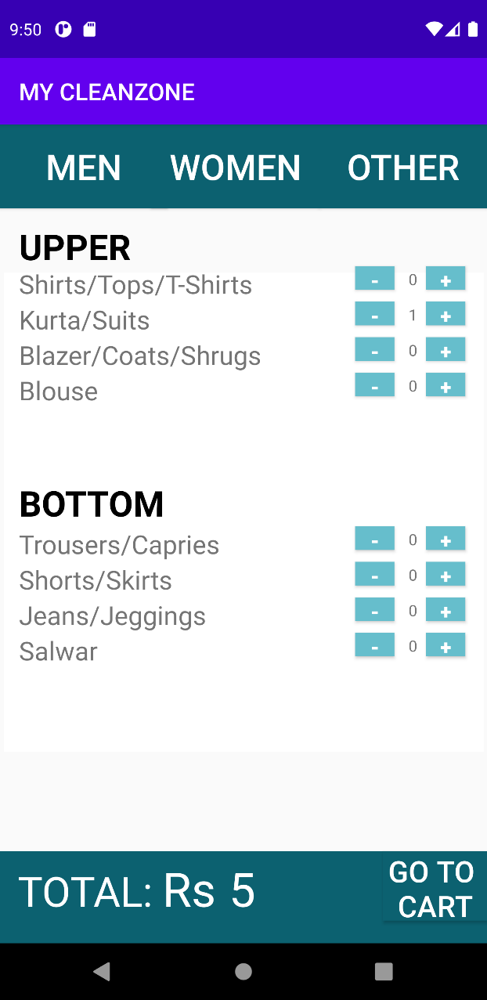 9:50
MY CLEANZONE
MEN WOMEN OTHER
UPPER
Shirts/Tops/T-Shirts - 0 +
Kurta/Suits - 1 +
Blazer/Coats/Shrugs - 0 +
Blouse - 0 +
BOTTOM
Trousers/Capries - 0 +
Shorts/Skirts - 0 +
Jeans/Jeggings - 0 +
Salwar - 0 +
TOTAL: Rs 5
GO TO
CART